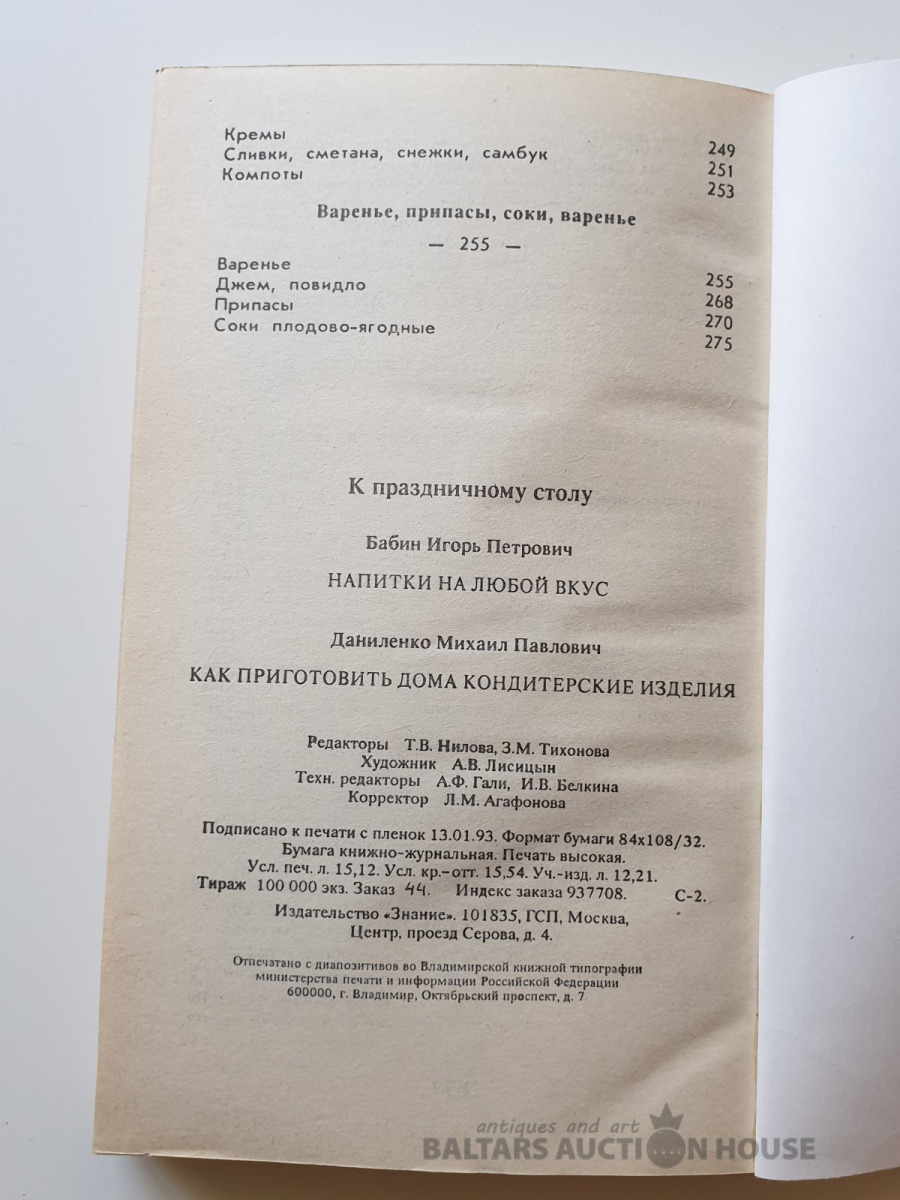 Кремы 249
Сливки, сметана, снежки, самбук 251
Компоты 253
Варенье, припасы, соки, варенье
— 255 —
Варенье 255
Джем, повидло 268
Припасы 270
Соки плодово-ягодные 275
К праздничному столу
Бабин Игорь Петрович
НАПИТКИ НА ЛЮБОЙ ВКУС
Даниленко Михаил Павлович
КАК ПРИГОТОВИТЬ ДОМА КОНДИТЕРСКИЕ ИЗДЕЛИЯ
Редакторы Т.В. Нилова, З.М. Тихонова
Художник А.В. Лисицын
Техн. редакторы А.Ф. Гали, И.В. Белкина
Корректор Л.М. Агафонова
Подписано к печати с пленок 13.01.93. Формат бумаги 84х108/32.
Бумага книжно-журнальная. Печать высокая.
Усл. печ. л. 15,12. Усл. кр.-отт. 15,54. Уч.-изд. л. 12,21.
Тираж 100 000 экз. Заказ 44. Индекс заказа 937708. С-2.
Издательство «Знание». 101835, ГСП, Москва,
Центр, проезд Серова, д. 4.
Отпечатано с диапозитивов во Владимирской книжной типографии
министерства печати и информации Российской Федерации
600000, г. Владимир, Октябрьский проспект, д. 7
antiques and art
BALTARS AUCTION HOUSE